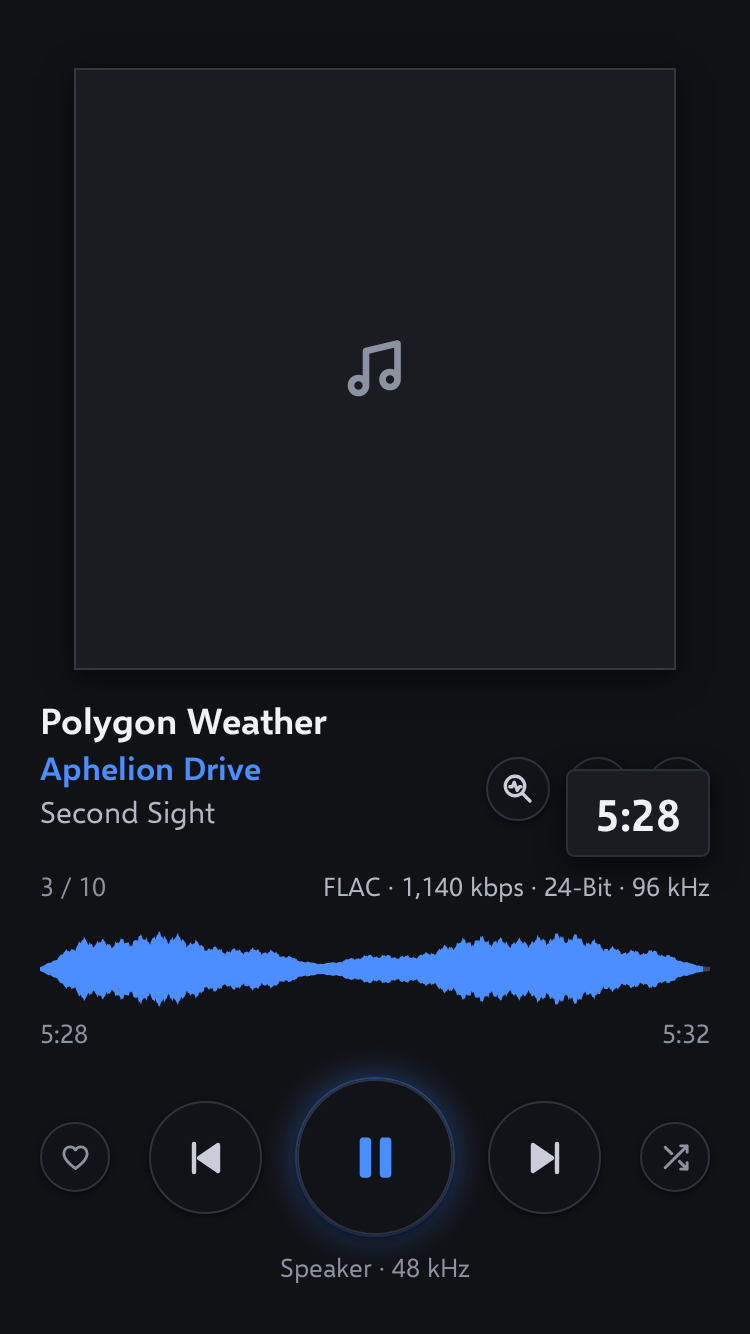 Polygon Weather
Aphelion Drive
Second Sight
5:28
3 / 10
FLAC · 1,140 kbps · 24-Bit · 96 kHz
5:28
5:32
Speaker · 48 kHz